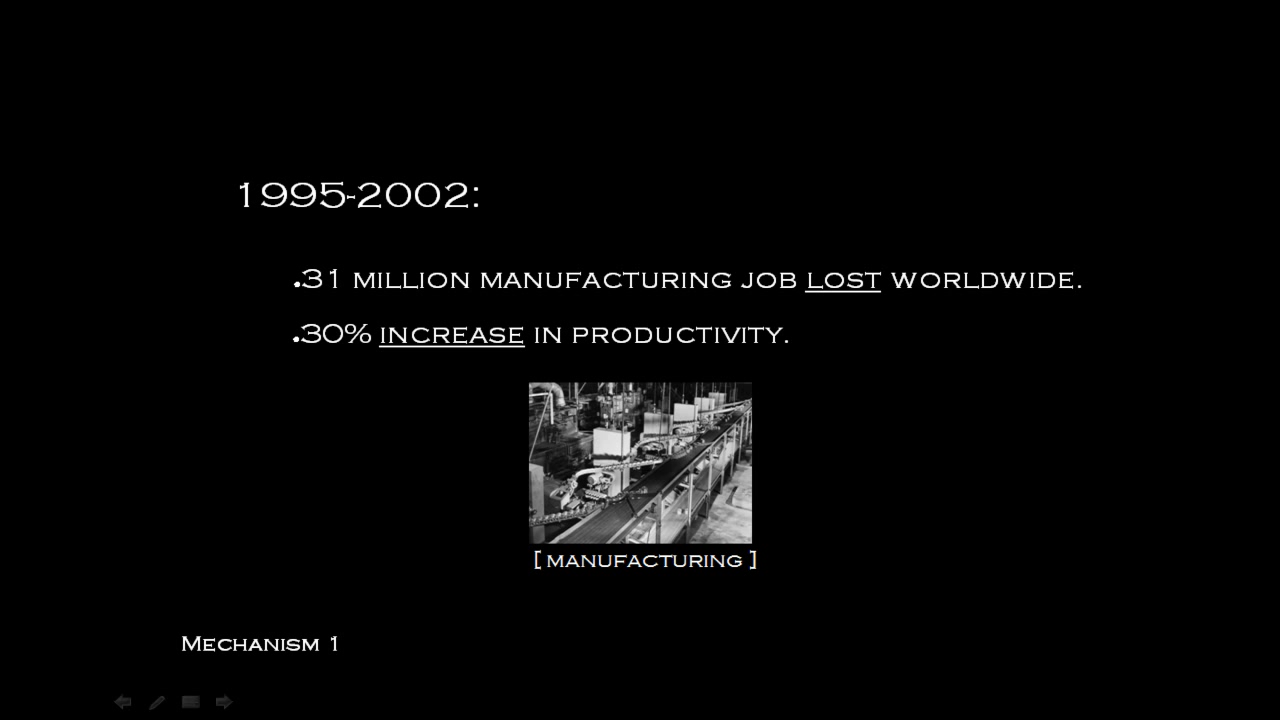 1995-2002:
.31 MILLION MANUFACTURING JOB LOST WORLDWIDE.
.30% INCREASE IN PRODUCTIVITY.
[ MANUFACTURING ]
MECHANISM 1